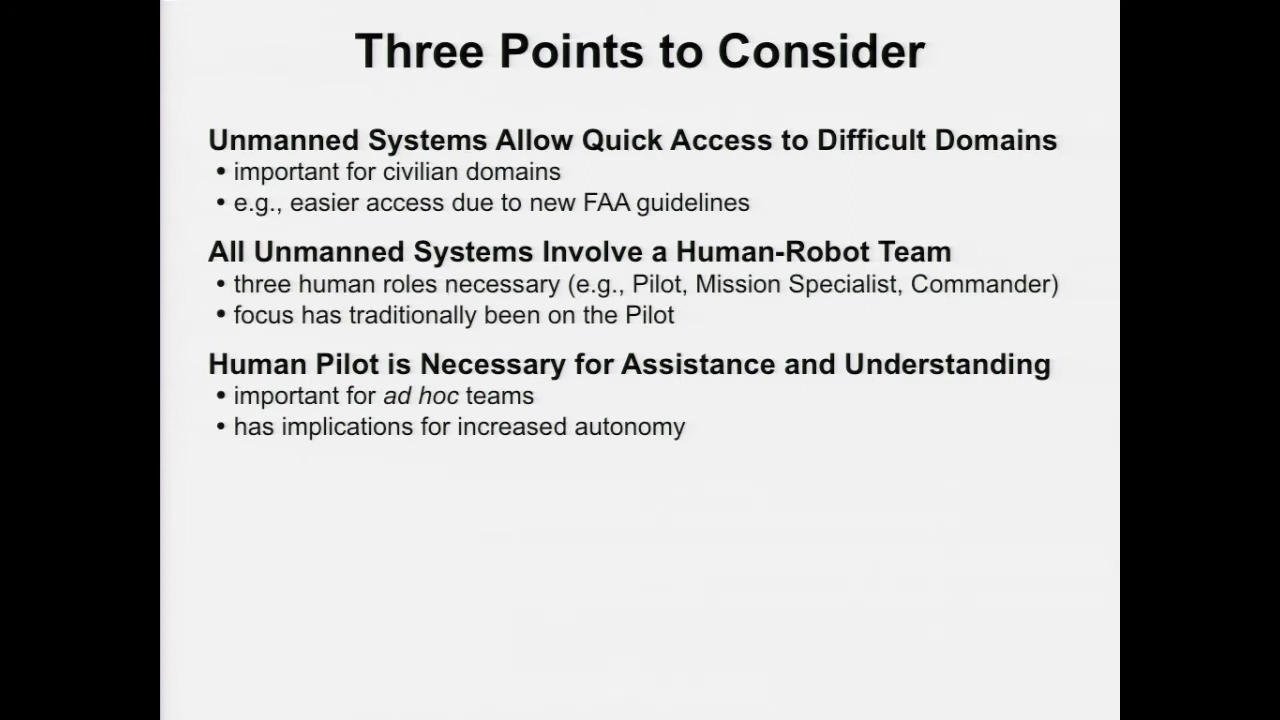 Three Points to Consider
Unmanned Systems Allow Quick Access to Difficult Domains
• important for civilian domains
• e.g., easier access due to new FAA guidelines
All Unmanned Systems Involve a Human-Robot Team
• three human roles necessary (e.g., Pilot, Mission Specialist, Commander)
• focus has traditionally been on the Pilot
Human Pilot is Necessary for Assistance and Understanding
• important for ad hoc teams
• has implications for increased autonomy